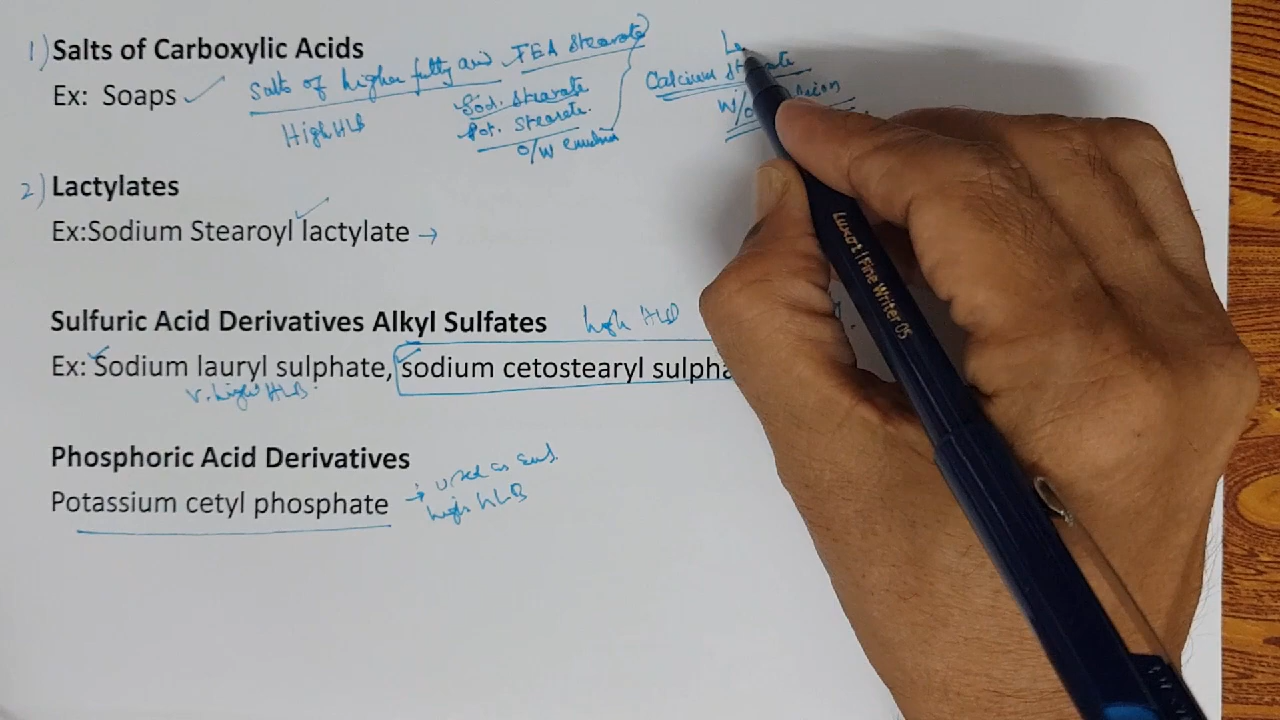 1) Salts of Carboxylic Acids
Salts of higher fatty acid TEA Stearate
Le
Calcium
Ex: Soaps
High HLB
Sod. Stearate
Pot. Stearate.
O/W emulsion
W/O
2) Lactylates
Ex:Sodium Stearoyl lactylate →
Sulfuric Acid Derivatives Alkyl Sulfates
high HLB
Ex: Sodium lauryl sulphate, sodium cetostearyl sulpha
v. high HLB.
Phosphoric Acid Derivatives
Potassium cetyl phosphate
→ used as
high HLB
Luxor | Fine Writer 05